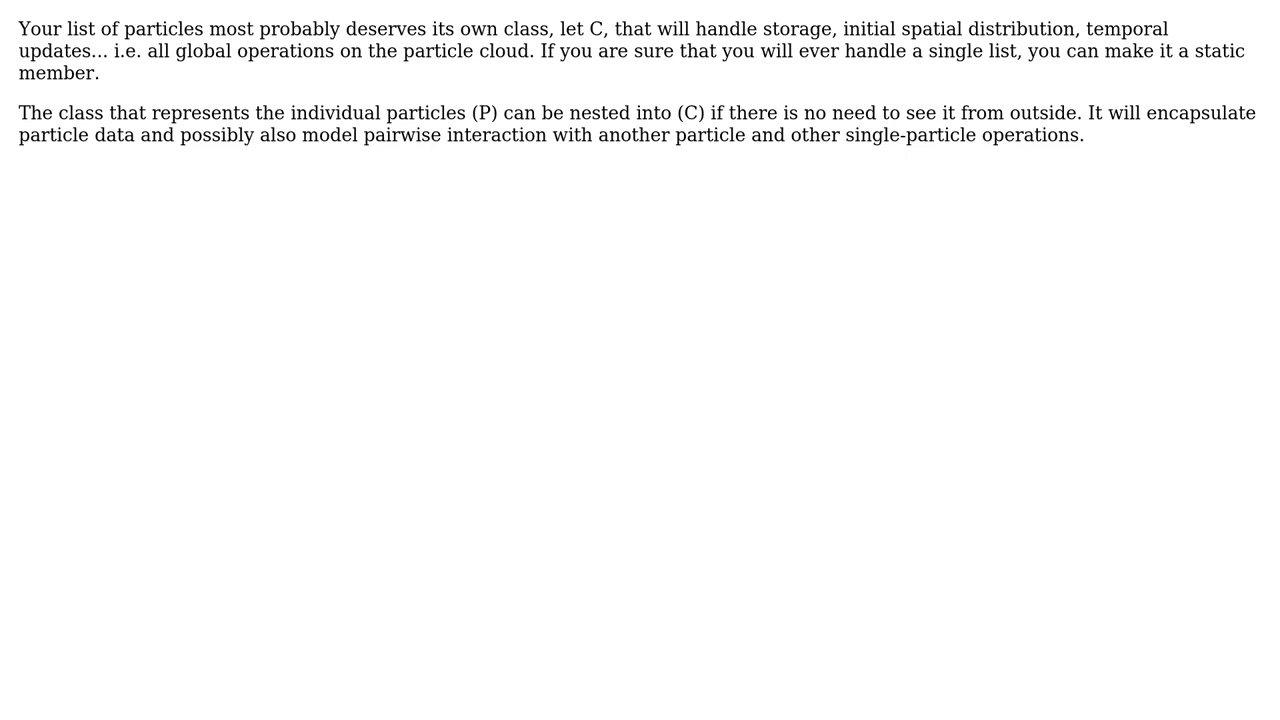 Your list of particles most probably deserves its own class, let C, that will handle storage, initial spatial distribution, temporal
updates... i.e. all global operations on the particle cloud. If you are sure that you will ever handle a single list, you can make it a static
member.
The class that represents the individual particles (P) can be nested into (C) if there is no need to see it from outside. It will encapsulate
particle data and possibly also model pairwise interaction with another particle and other single-particle operations.